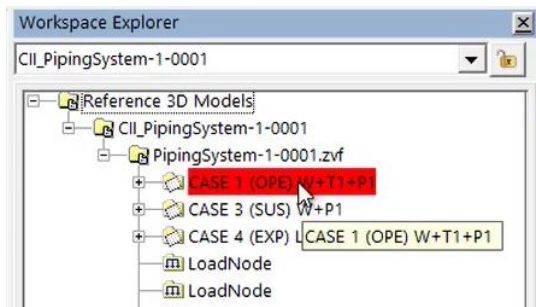 Workspace Explorer
CII_PipingSystem-1-0001
Reference 3D Models
CII_PipingSystem-1-0001
PipingSystem-1-0001.zvf
CASE 1 (OPE) W+T1+P1
CASE 3 (SUS) W+P1
CASE 4 (EXP) L
CASE 1 (OPE) W+T1+P1
LoadNode
LoadNode